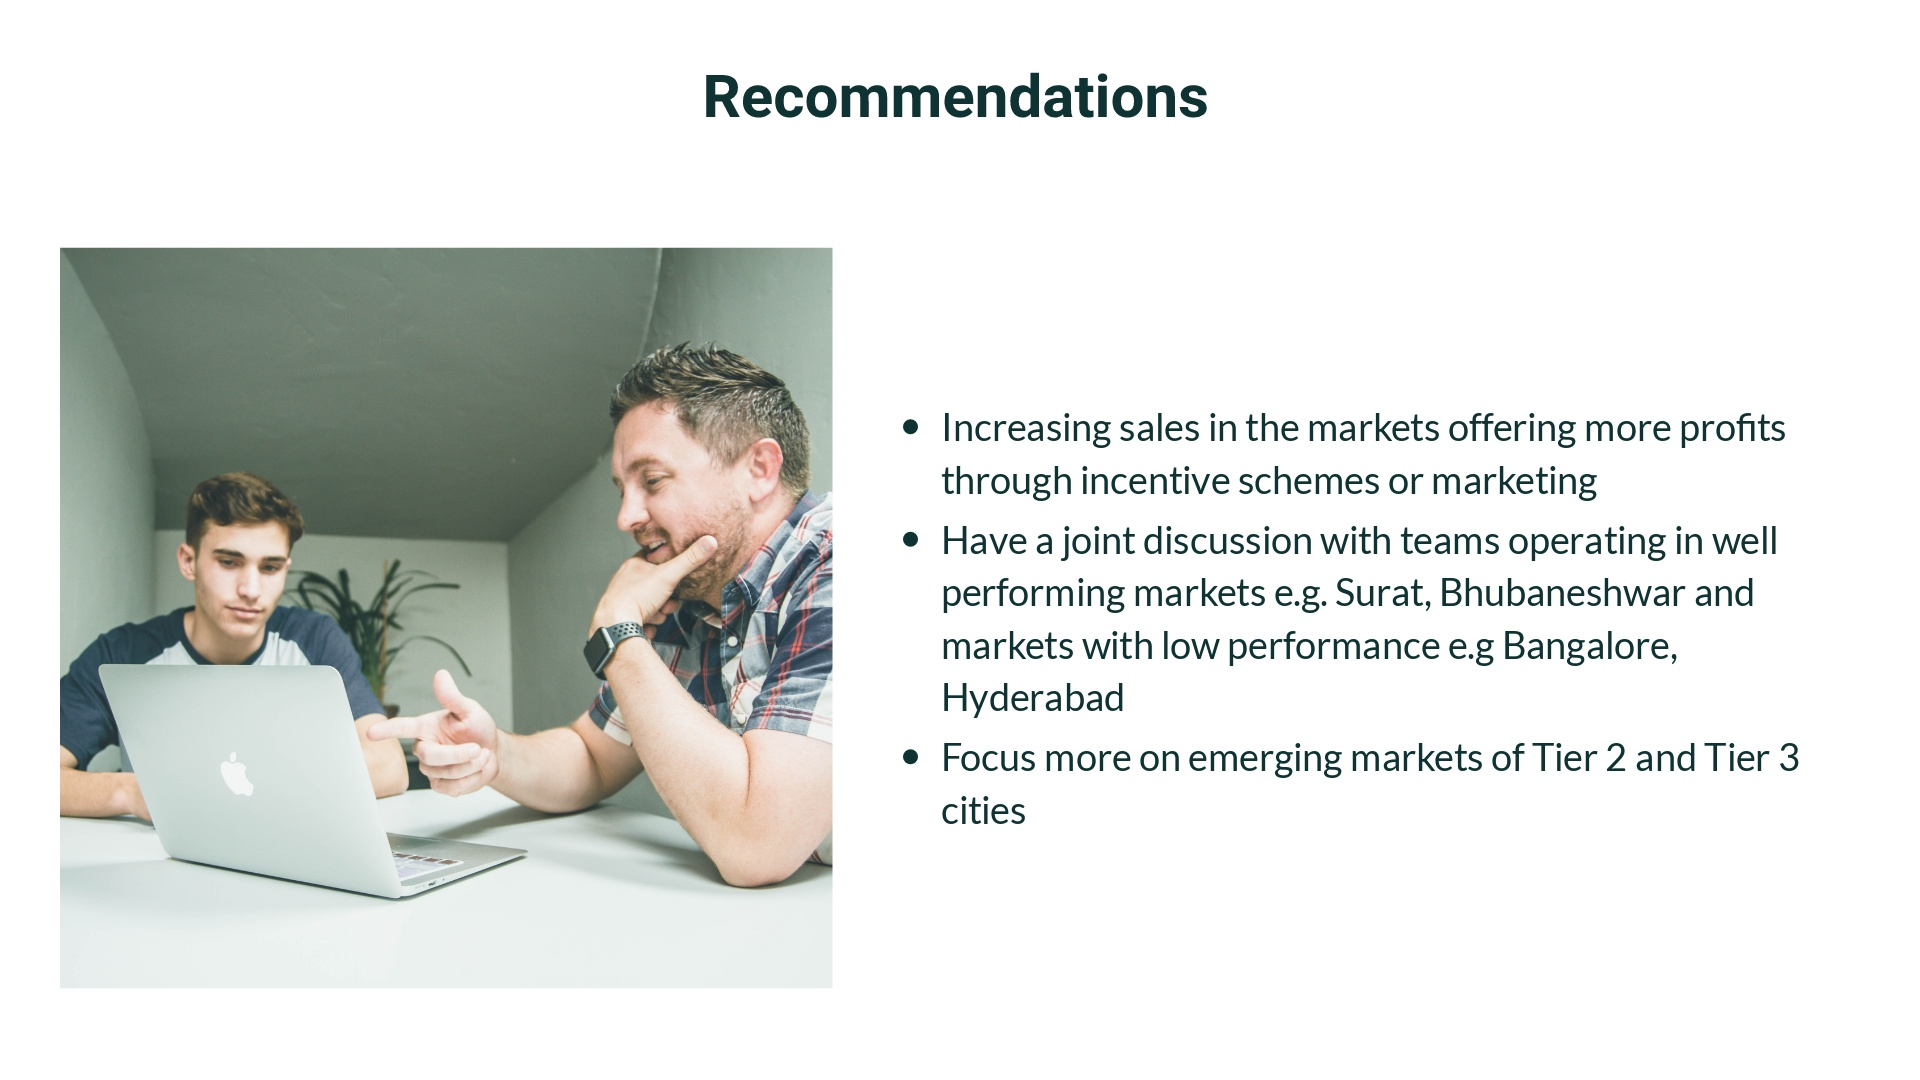 Recommendations
Increasing sales in the markets offering more profits
through incentive schemes or marketing
Have a joint discussion with teams operating in well
performing markets e.g. Surat, Bhubaneshwar and
markets with low performance e.g Bangalore,
Hyderabad
Focus more on emerging markets of Tier 2 and Tier 3
cities